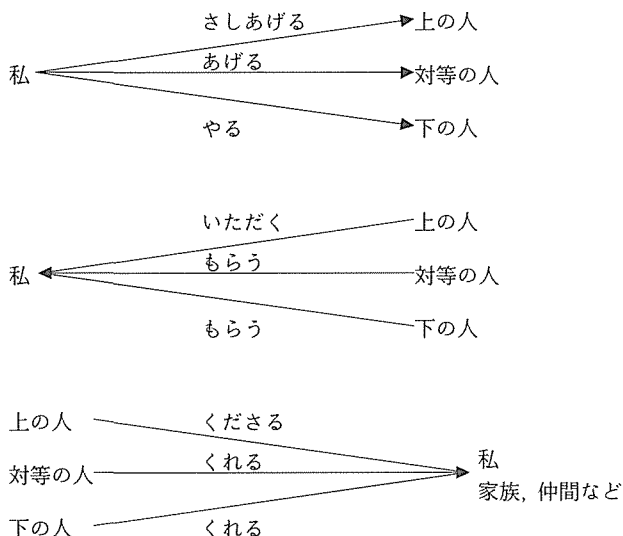 さしあげる
上の人
私 あげる 対等の人
やる 下の人
いただく 上の人
私 もらう 対等の人
もらう 下の人
上の人 くださる
対等の人 くれる 私
家族, 仲間など
下の人 くれる